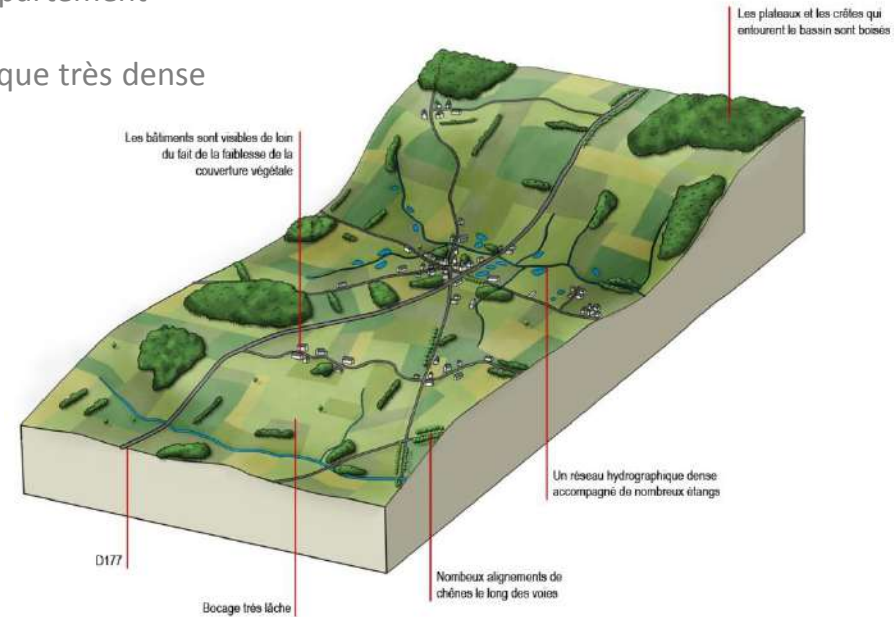 partement
que très dense
Les plateaux et les crêtes qui
entourent le bassin sont boisés
Les bâtiments sont visibles de loin
du fait de la faiblesse de la
couverture végétale
Un réseau hydrographique dense
accompagné de nombreux étangs
D177
Nombeux alignements de
chênes le long des voies
Bocage très lâche